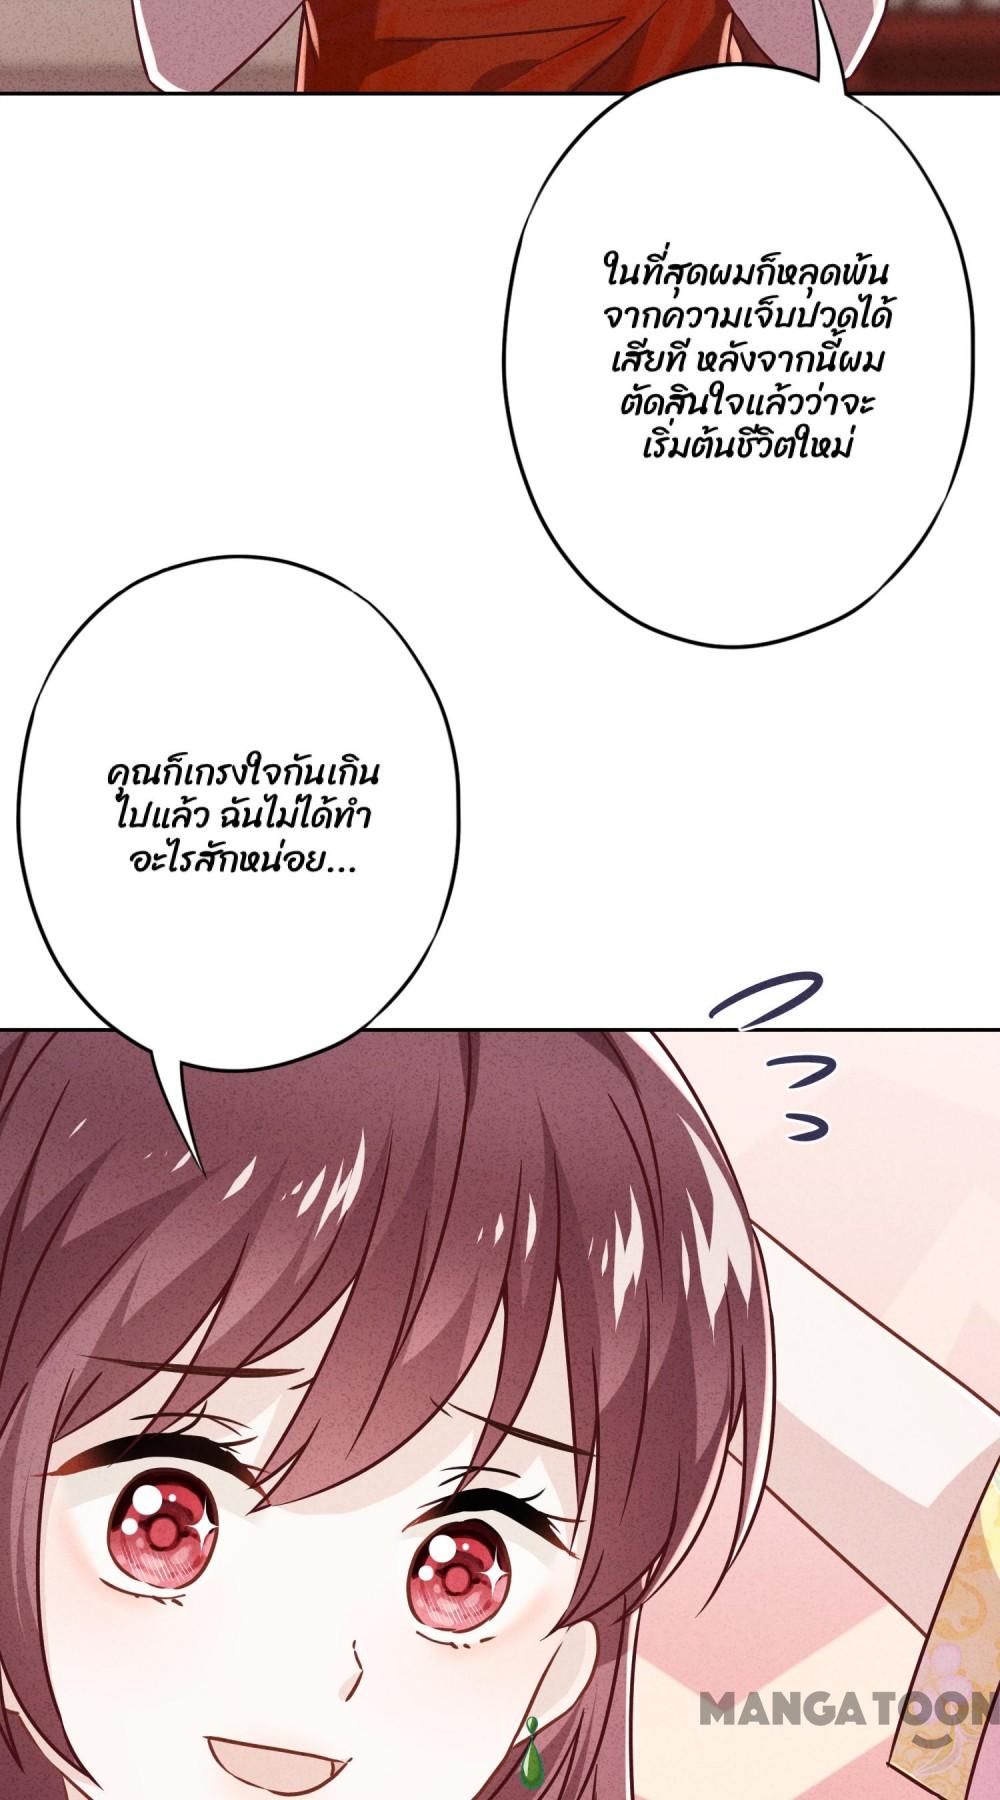 ในที่สุดผมก็หลุดพ้น
จากความเจ็บปวดได้
เสียที หลังจากนี้ผม
ตัดสินใจแล้วว่าจะ
เริ่มต้นชีวิตใหม่
คุณก็เกรงใจกันเกิน
ไปแล้ว ฉันไม่ได้ทำ
อะไรสักหน่อย...
MANGATOON